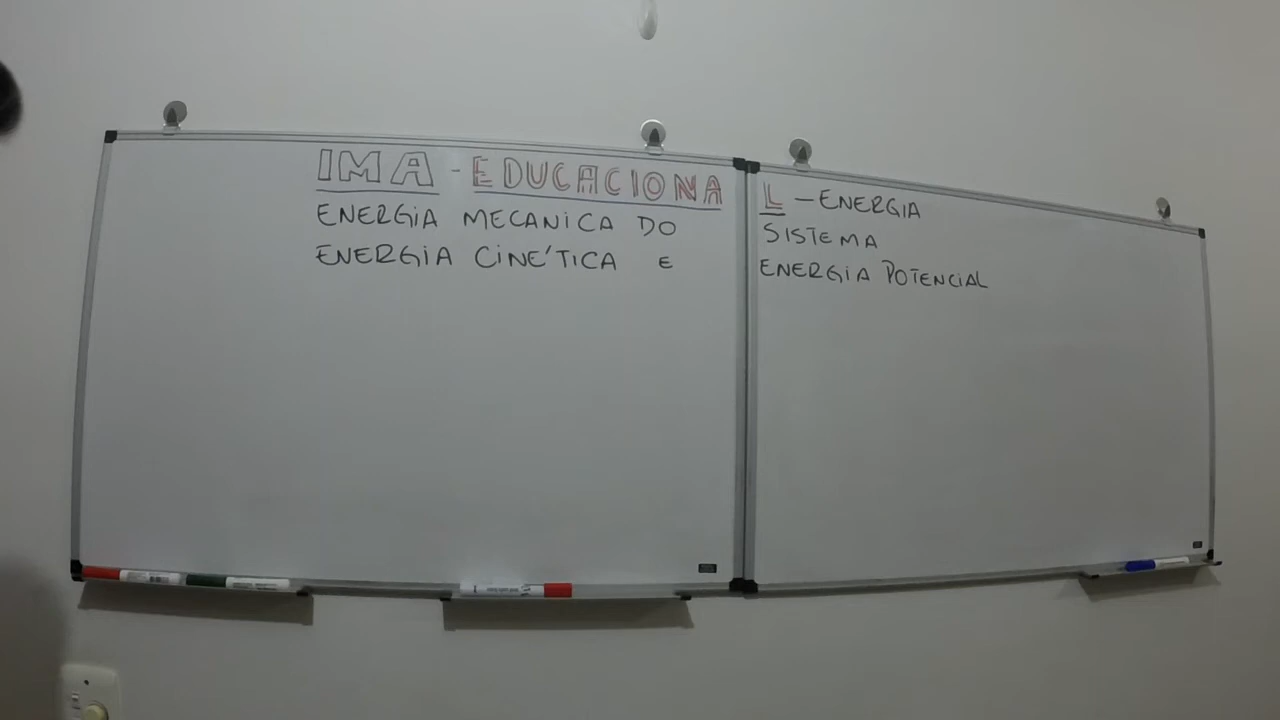 IMA - EDUCACIONAL - ENERGIA
ENERGIA MECANICA DO SISTEMA
ENERGIA CINÉTICA E ENERGIA POTENCIAL